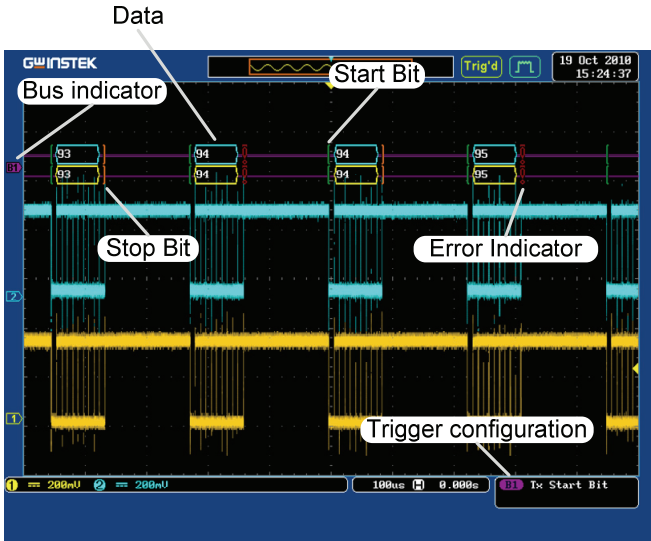 Data
GWINSTEK
Trig'd
19 Oct 2010
15:24:37
Start Bit
Bus indicator
93
94
94
95
B1
93
94
94
95
Stop Bit
Error Indicator
2
Trigger configuration
1
1 200mV 2 200mV
100us H 0.000s
B1 Tx Start Bit